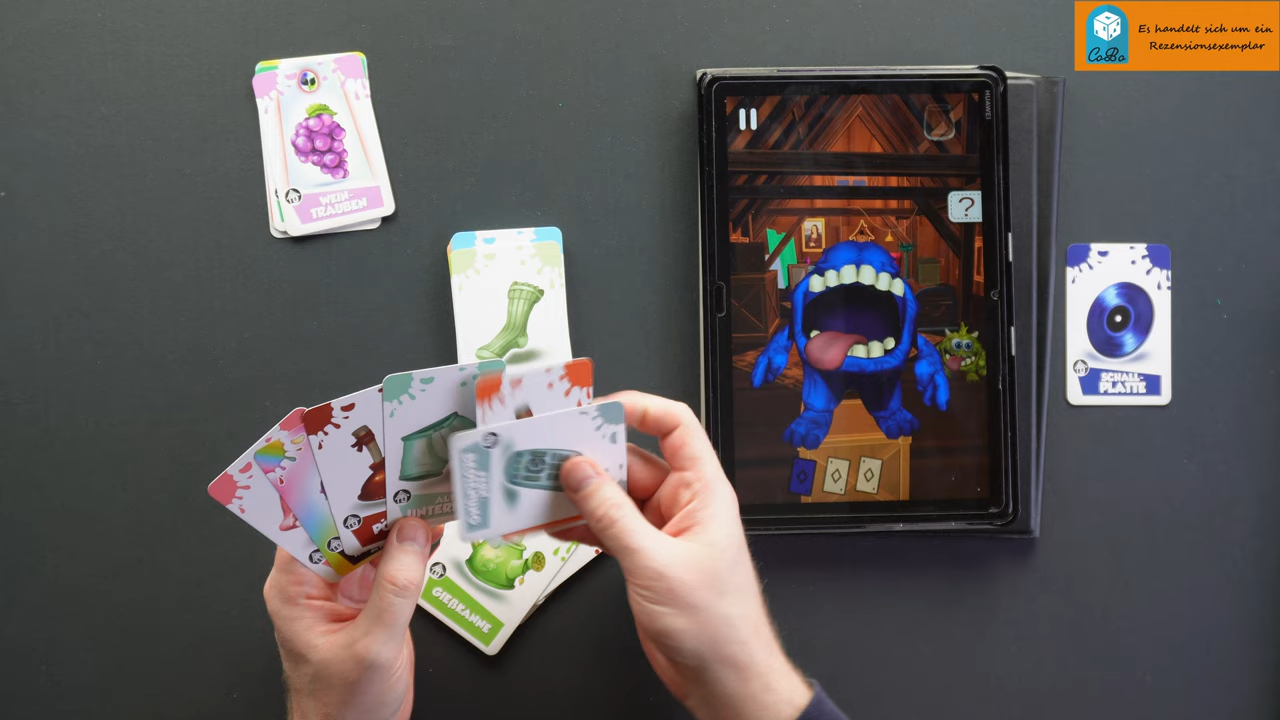 Es handelt sich um ein
Rezensionsexemplar
CoBo
HUAWEI
?
WEIN-
TRAUBEN
SCHALL-
PLATTE
GIEßKANNE